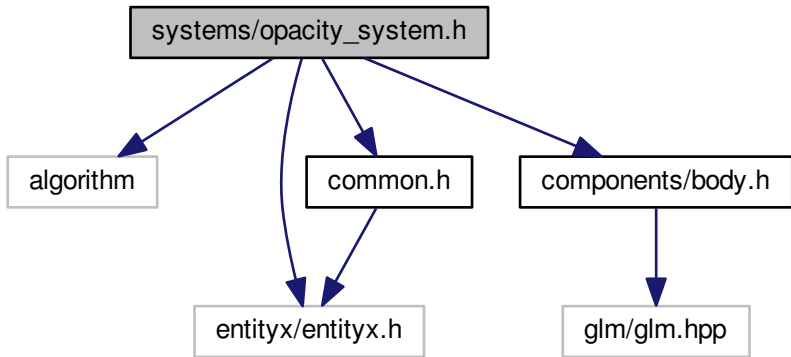 systems/opacity_system.h
algorithm
common.h
components/body.h
entityx/entityx.h
glm/glm.hpp